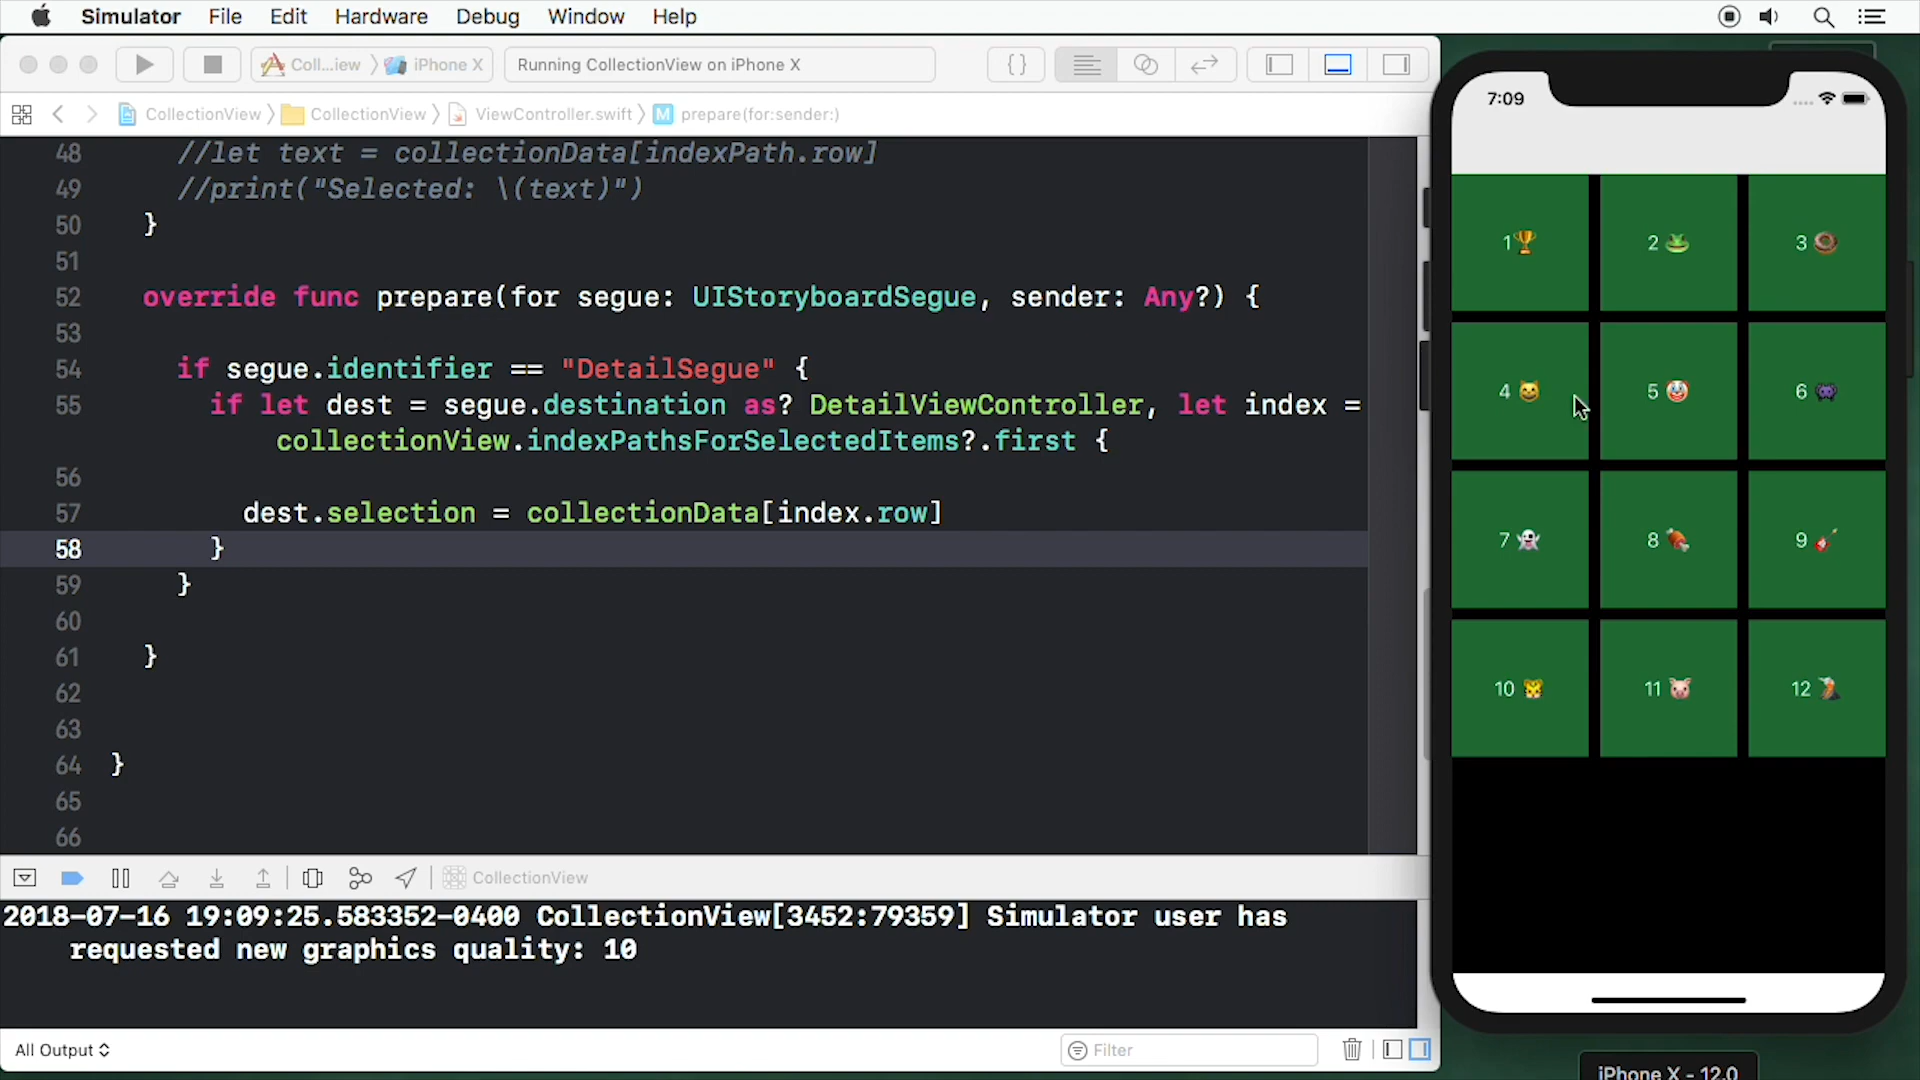 Simulator File Edit Hardware Debug Window Help
Coll...iew iPhone X Running CollectionView on iPhone X { }
CollectionView CollectionView ViewController.swift M prepare(for:sender:)
48 //let text = collectionData[indexPath.row]
49 //print("Selected: \(text)")
50 }
51
52 override func prepare(for segue: UIStoryboardSegue, sender: Any?) {
53
54 if segue.identifier == "DetailSegue" {
55 if let dest = segue.destination as? DetailViewController, let index =
collectionView.indexPathsForSelectedItems?.first {
56
57 dest.selection = collectionData[index.row]
58 }
59 }
60
61 }
62
63
64 }
65
66
CollectionView
2018-07-16 19:09:25.583352-0400 CollectionView[3452:79359] Simulator user has
requested new graphics quality: 10
All Output Filter
7:09
1🏆 2 🐸 3 🍩
4 😺 5 🤡 6 👾
7 👻 8 🍖 9 🎸
10 🐯 11 🐷 12 🌋
iPhone X - 12.0